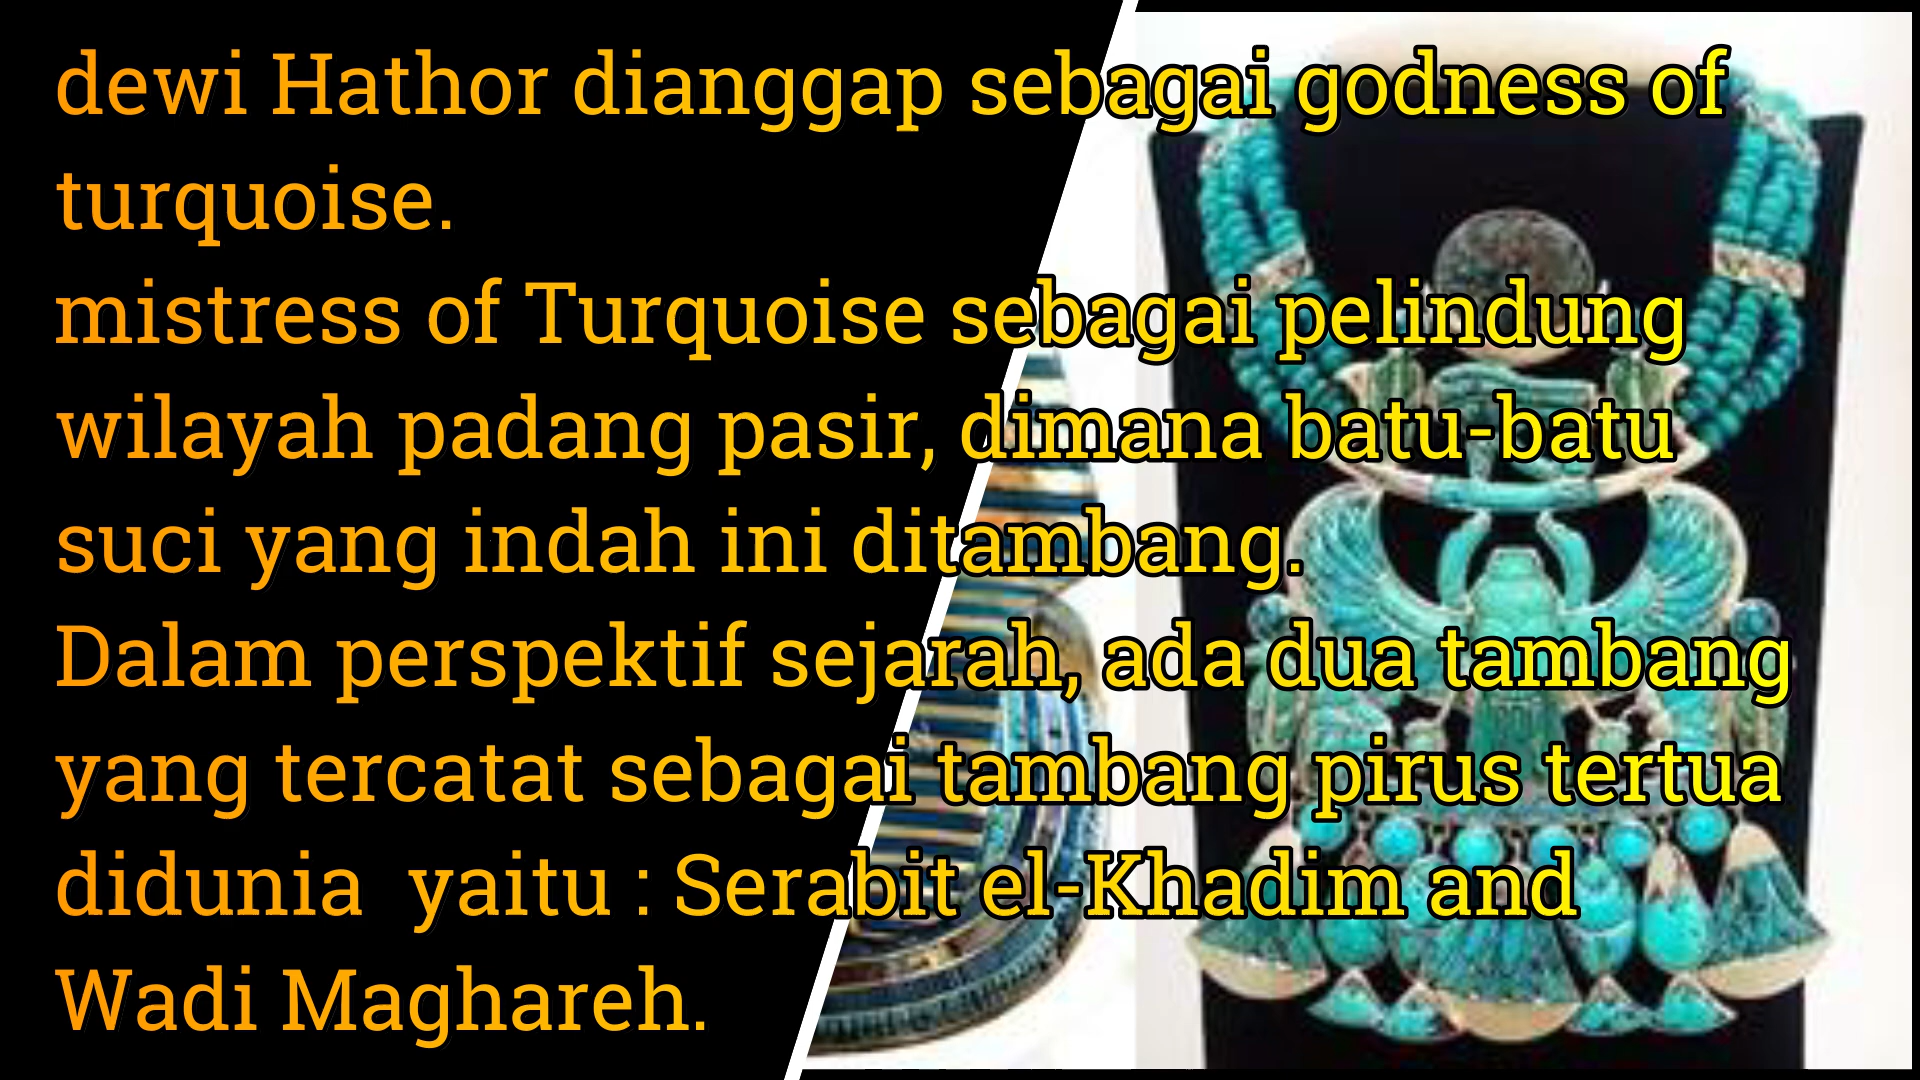 dewi Hathor dianggap sebagai godness of
turquoise.
mistress of Turquoise sebagai pelindung
wilayah padang pasir, dimana batu-batu
suci yang indah ini ditambang.
Dalam perspektif sejarah, ada dua tambang
yang tercatat sebagai tambang pirus tertua
didunia  yaitu : Serabit el-Khadim and
Wadi Maghareh.